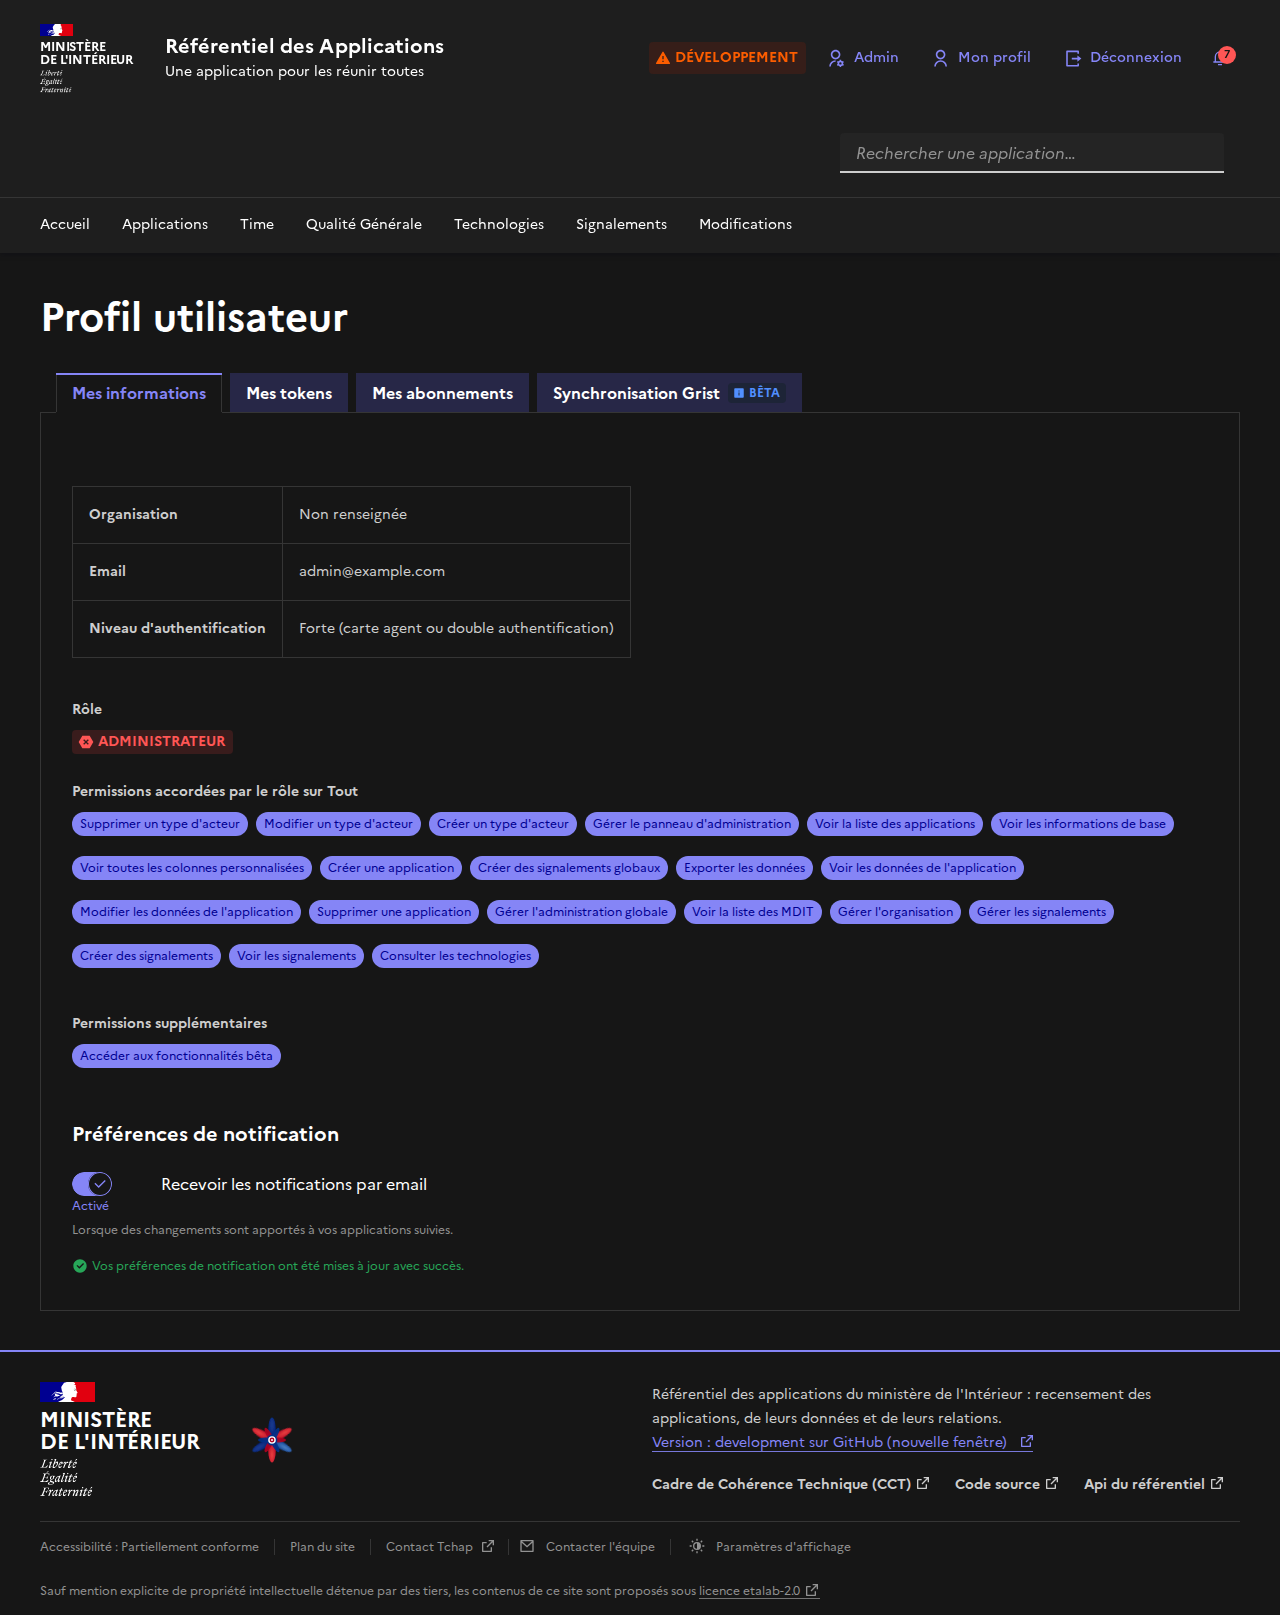 MINISTÈRE
DE L'INTÉRIEUR
Liberté
Égalité
Fraternité
Référentiel des Applications
Une application pour les réunir toutes
DÉVELOPPEMENT
Admin
Mon profil
Déconnexion
7
Rechercher une application…
Accueil
Applications
Time
Qualité Générale
Technologies
Signalements
Modifications
Profil utilisateur
Mes informations
Mes tokens
Mes abonnements
Synchronisation Grist
BÊTA
Organisation
Non renseignée
Email
admin@example.com
Niveau d'authentification
Forte (carte agent ou double authentification)
Rôle
ADMINISTRATEUR
Permissions accordées par le rôle sur Tout
Supprimer un type d'acteur
Modifier un type d'acteur
Créer un type d'acteur
Gérer le panneau d'administration
Voir la liste des applications
Voir les informations de base
Voir toutes les colonnes personnalisées
Créer une application
Créer des signalements globaux
Exporter les données
Voir les données de l'application
Modifier les données de l'application
Supprimer une application
Gérer l'administration globale
Voir la liste des MDIT
Gérer l'organisation
Gérer les signalements
Créer des signalements
Voir les signalements
Consulter les technologies
Permissions supplémentaires
Accéder aux fonctionnalités bêta
Préférences de notification
Recevoir les notifications par email
Activé
Lorsque des changements sont apportés à vos applications suivies.
Vos préférences de notification ont été mises à jour avec succès.
MINISTÈRE
DE L'INTÉRIEUR
Liberté
Égalité
Fraternité
Référentiel des applications du ministère de l'Intérieur : recensement des
applications, de leurs données et de leurs relations.
Version : development sur GitHub (nouvelle fenêtre)
Cadre de Cohérence Technique (CCT)
Code source
Api du référentiel
Accessibilité : Partiellement conforme
Plan du site
Contact Tchap
Contacter l'équipe
Paramètres d'affichage
Sauf mention explicite de propriété intellectuelle détenue par des tiers, les contenus de ce site sont proposés sous licence etalab-2.0